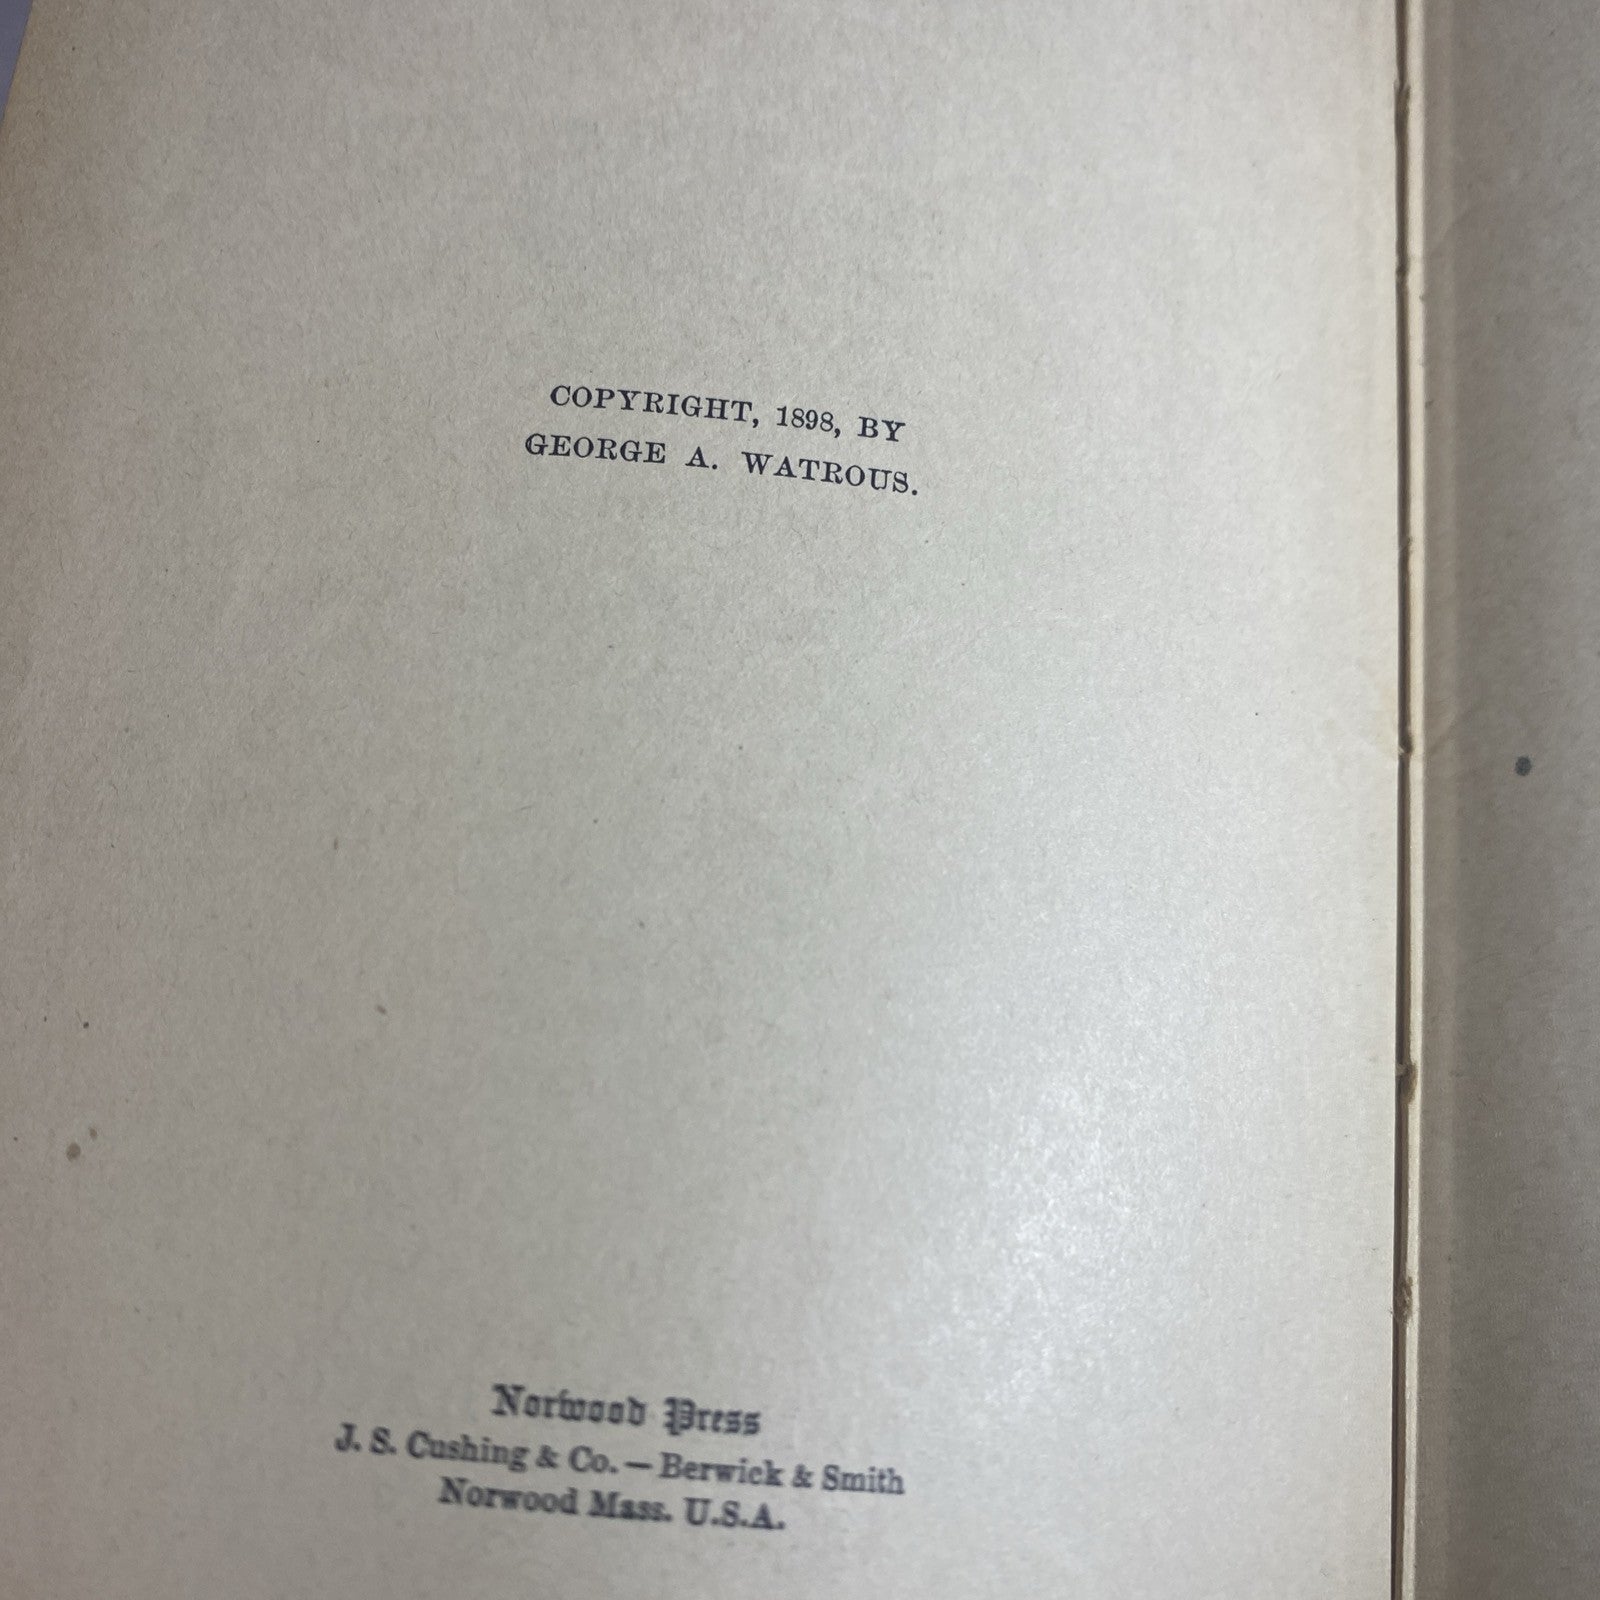 COPYRIGHT, 1898, BY
GEORGE A. WATROUS.
Norwood Press
J. S. Cushing & Co. — Berwick & Smith
Norwood Mass. U.S.A.